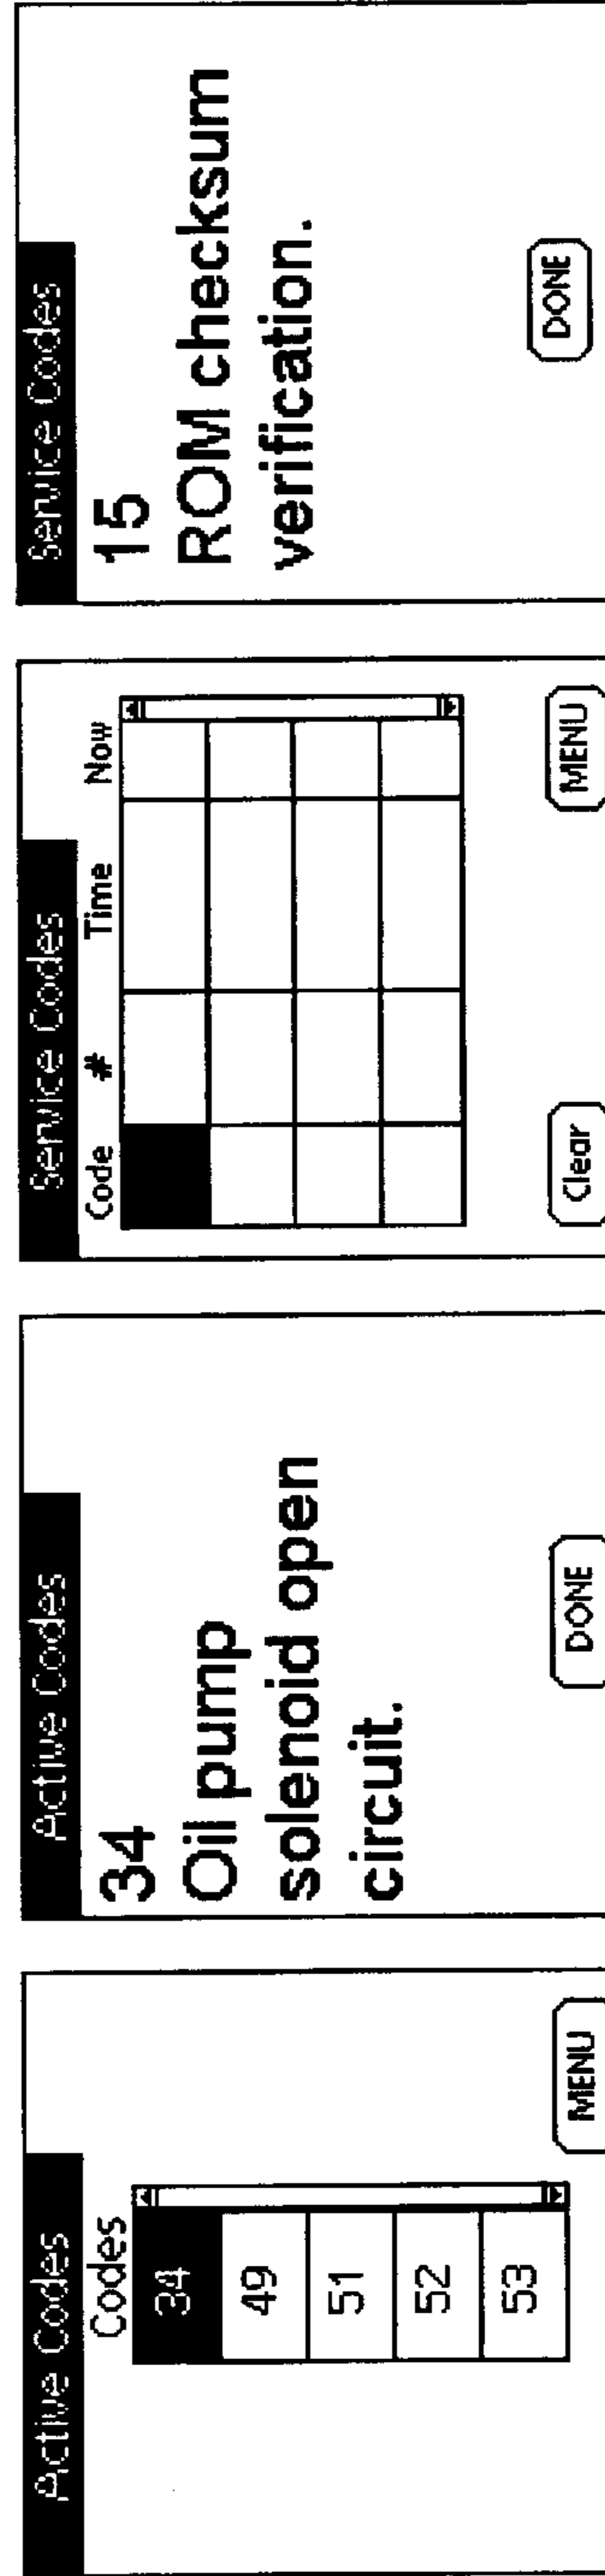 Active Codes
Codes
34
49
51
52
53
MENU
Active Codes
34
Oil pump
solenoid open
circuit.
DONE
Service Codes
Code # Time Now
Clear MENU
Service Codes
15
ROM checksum
verification.
DONE